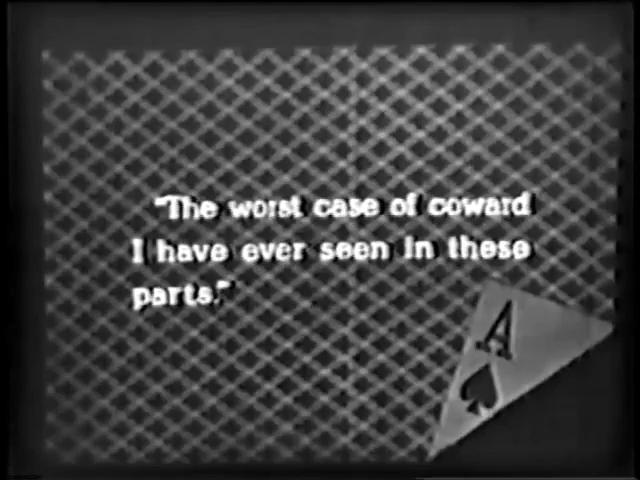 "The worst case of coward
I have ever seen in these
parts."
A